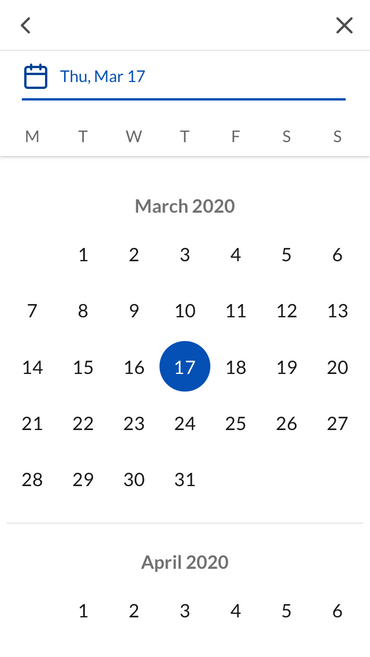 Thu, Mar 17
M T W T F S S
March 2020
1 2 3 4 5 6
7 8 9 10 11 12 13
14 15 16 17 18 19 20
21 22 23 24 25 26 27
28 29 30 31
April 2020
1 2 3 4 5 6